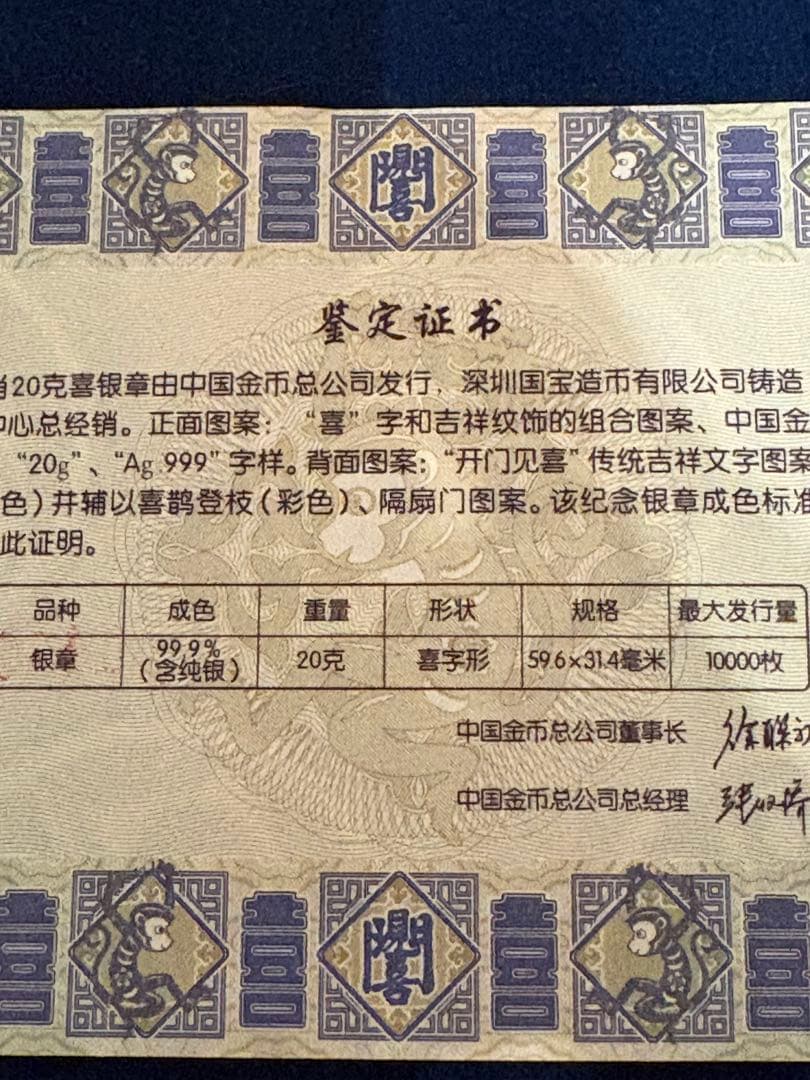 鉴定证书
20克喜银章由中国金币总公司发行，深圳国宝造币有限公司铸造
中心总经销。正面图案：“喜”字和吉祥纹饰的组合图案、中国金
“20g”、“Ag 999”字样。背面图案：“开门见喜”传统吉祥文字图案
色）并辅以喜鹊登枝（彩色）、隔扇门图案。该纪念银章成色标准
此证明。
品种 成色 重量 形状 规格 最大发行量
银章 99.9%（含纯银） 20克 喜字形 59.6×31.4毫米 10000枚
中国金币总公司董事长
中国金币总公司总经理